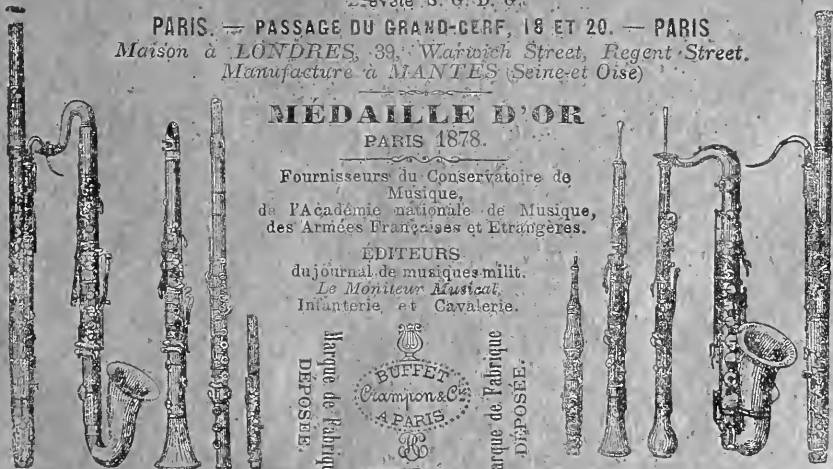 S. G. D. G.
PARIS. — PASSAGE DU GRAND-CERF, 18 ET 20. — PARIS
Maison à LONDRES, 39, Warwich Street, Regent Street.
Manufacture à MANTES (Seine-et Oise)
MÉDAILLE D'OR
PARIS 1878.
Fournisseurs du Conservatoire de
Musique,
de l'Académie nationale de Musique,
des Armées Françaises et Etrangères.
ÉDITEURS
du journal de musiques milit.
Le Moniteur Musical,
Infanterie et Cavalerie.
Marque de Fabrique
DÉPOSÉE.
BUFFET
Crampon & Cie
A PARIS
BC
Marque de Fabrique
DÉPOSÉE.